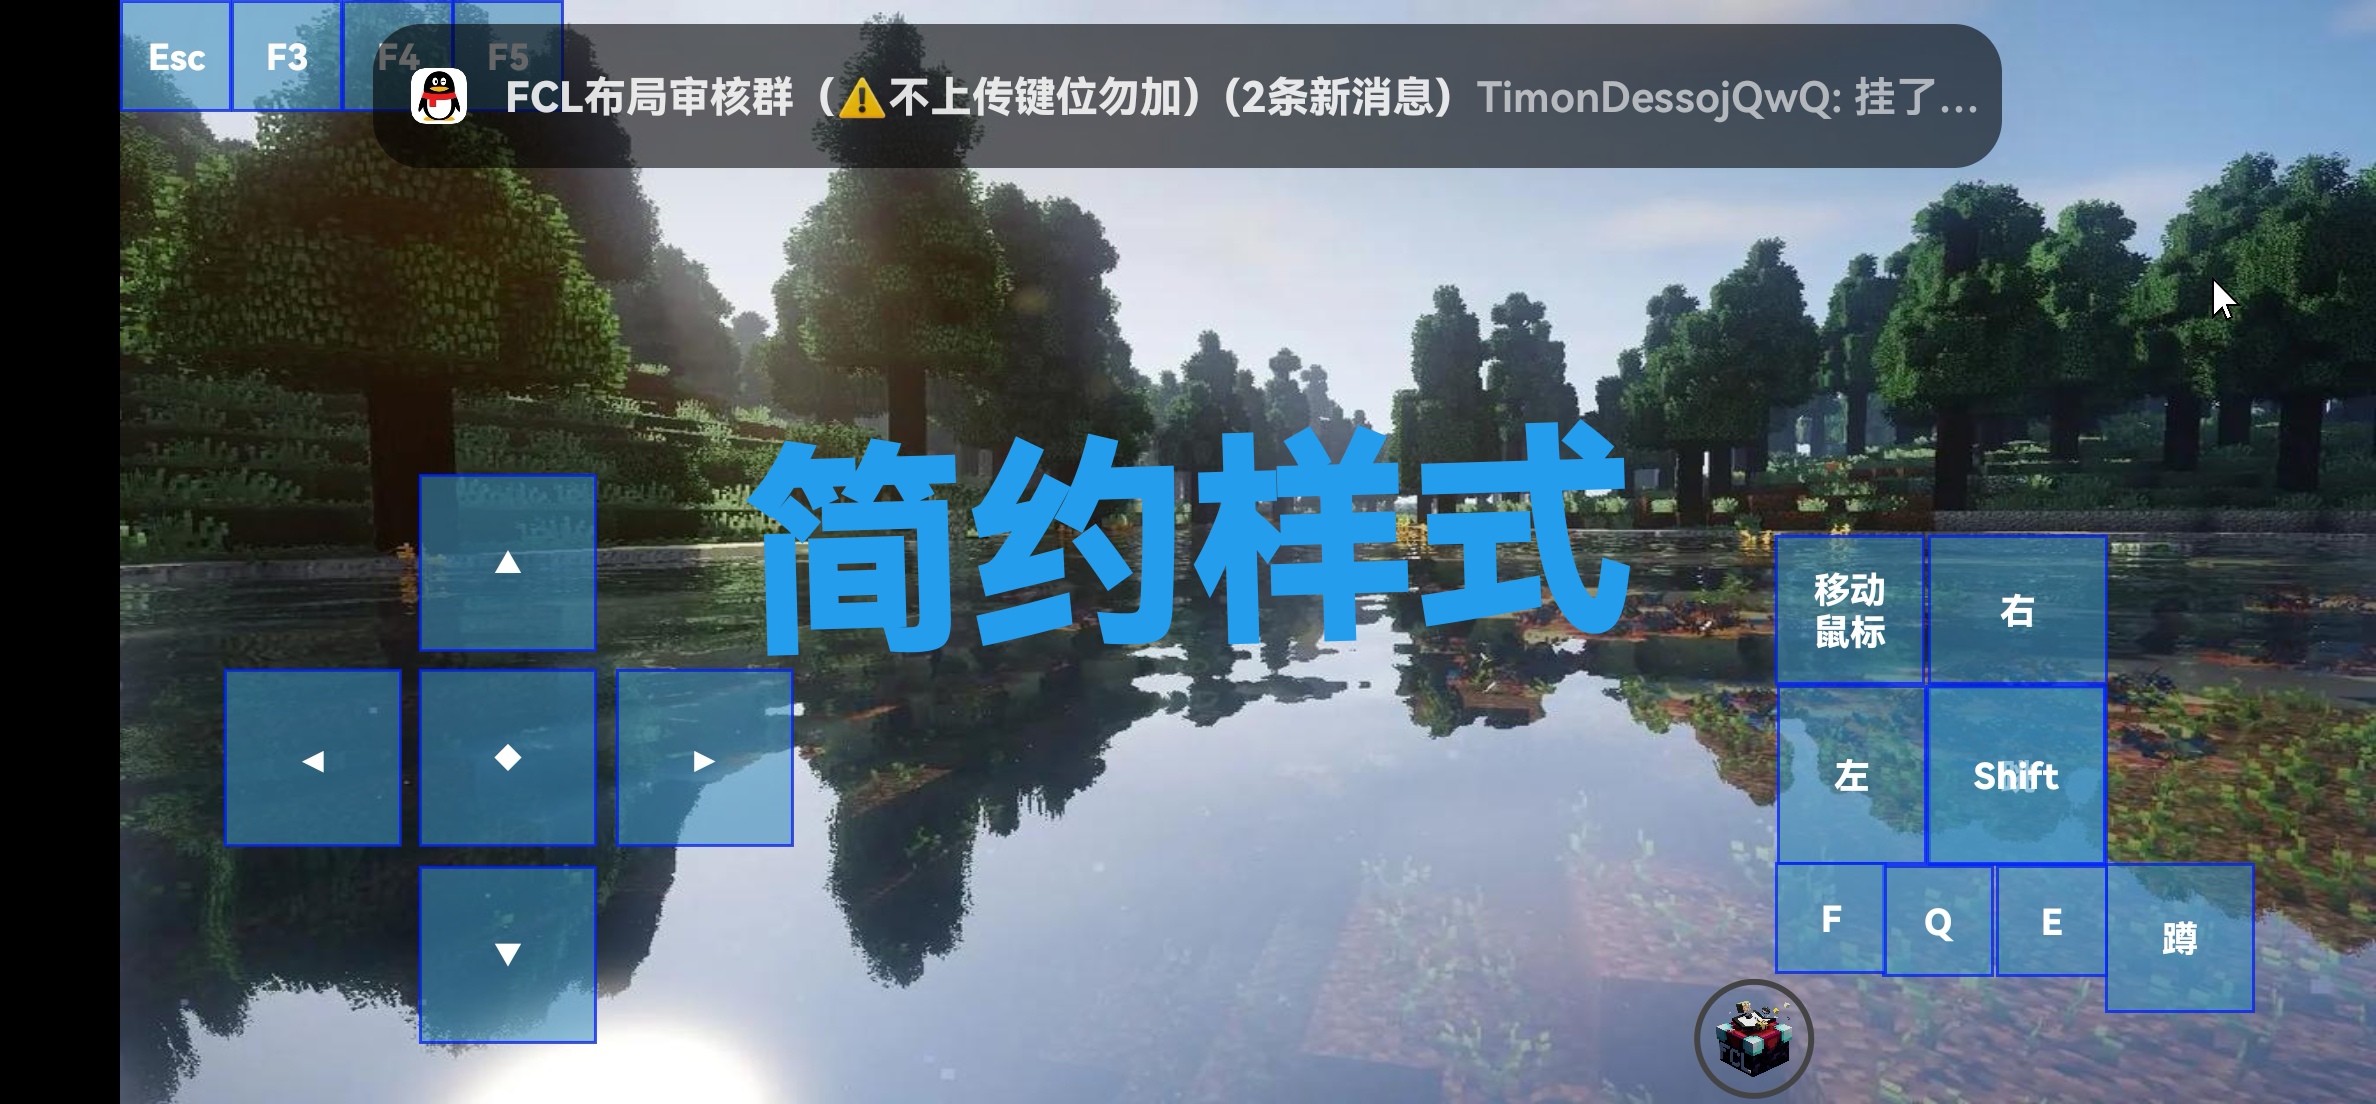 Esc
F3
F4
F5
FCL布局审核群（⚠️不上传键位勿加）(2条新消息） TimonDessojQwQ: 挂了…
简约样式
▲
◀
◆
▶
▼
移动
鼠标
右
左
Shift
F
Q
E
蹲
FCL